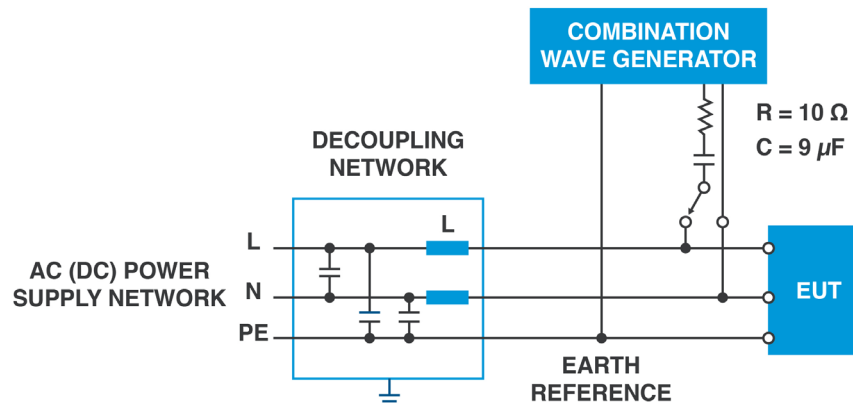 COMBINATION
WAVE GENERATOR
R = 10 Ω
C = 9 µF
DECOUPLING
NETWORK
L
L
AC (DC) POWER
SUPPLY NETWORK
N
EUT
PE
EARTH
REFERENCE